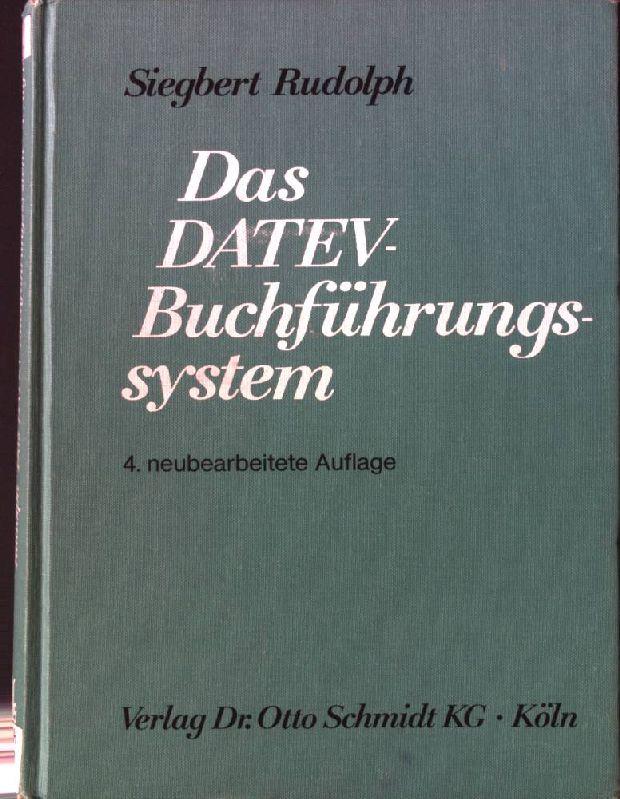 Siegbert Rudolph
Das
DATEV-
Buchführungs-
system
4. neubearbeitete Auflage
Verlag Dr. Otto Schmidt KG · Köln